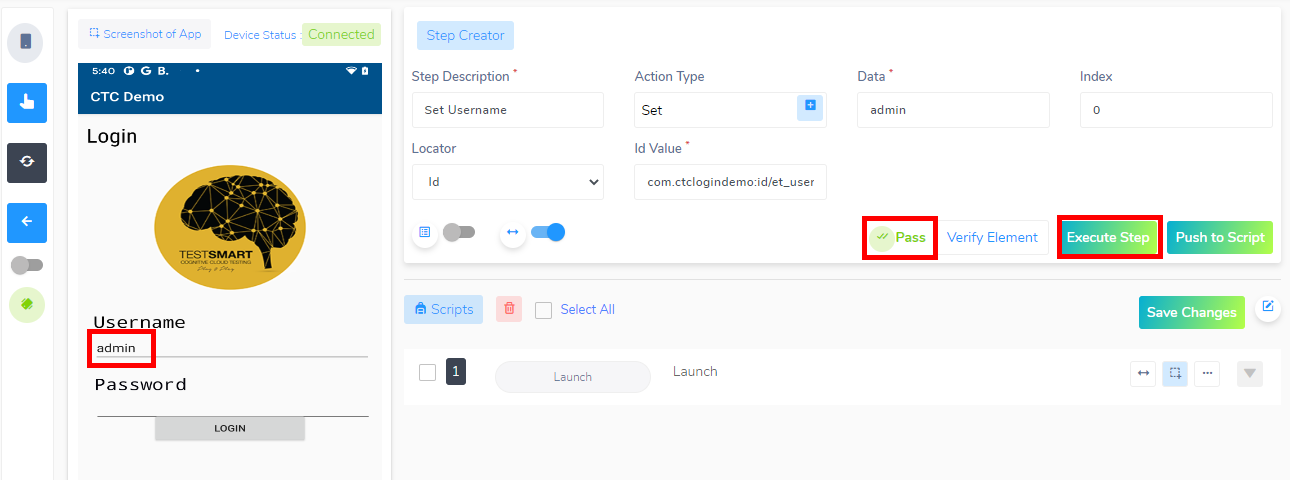 Screenshot of App
Device Status :
Connected
5:40 G B.
CTC Demo
Login
TESTSMART
COGNITIVE CLOUD TESTING
Plug & Play
Username
admin
Password
LOGIN
Step Creator
Step Description *
Action Type
Data *
Index
Set Username
Set
admin
0
Locator
Id Value *
Id
com.ctclogindemo:id/et_user
Pass
Verify Element
Execute Step
Push to Script
Scripts
Select All
Save Changes
1
Launch
Launch